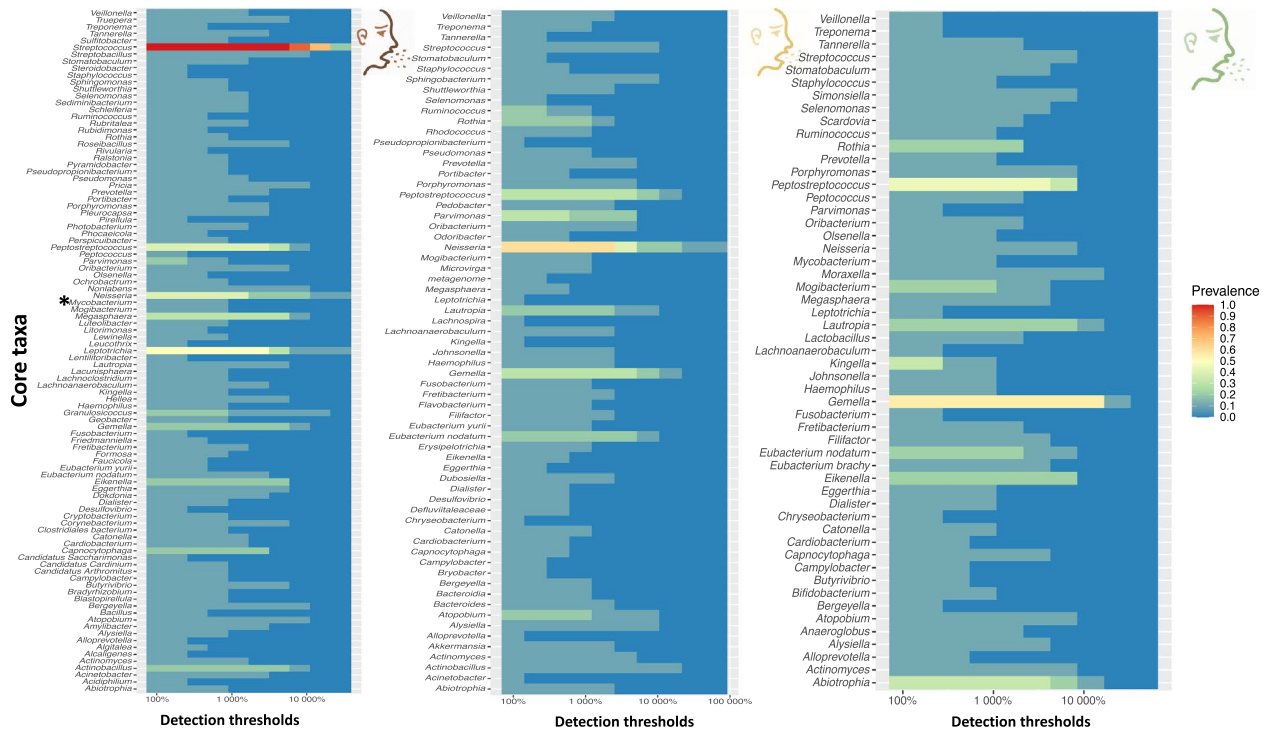 Core taxa
*
Veillonella
Truepera
Treponema
Tannerella
Sulfitobacter
Streptococcus
Streptobacillus
Stomatobaculum
Steroidobacter
Staphylococcus
Sphingomonas
Shuttleworthia
Selenomonas
Sediminibacterium
Schleiferia
Ruminococcus
Rubritalea
Rubidimonas
Rothia
Roseibacillus
Rivularia
Ralstonia
Pyramidobacter
Pseudopropionibacterium
Pseudomonas
Pricia
Prevotella
Portibacter
Porphyromonas
Pleurocapsa
Pirellula
Photobacterium
Phocaeicola
Perspicuibacter
Peptostreptococcus
Peptococcus
Parvimonas
Oribacterium
Olsenella
Ochrobactrum
Nonlabens
Neisseria
Mycobacterium
Mogibacterium
Megasphaera
Luteolibacter
Litorimonas
Lewinella
Leucothrix
Leptotrichia
Lentilitoribacter
Lautropia
Lacunisphaera
Lachnoclostridium
Lachnoanaerobaculum
Kingella
Hellea
Haemophilus
Granulosicoccus
Geobacter
Gemella
Fusobacterium
Friedmanniella
Fretibacterium
Formosa
Faucicola
Eubacterium yurii
Eubacterium nodatum
Eikenella
Eggerthia
Dokdonia
Dialister
Desulfovibrio
Cryptobacterium
Corynebacterium
Clostridiales bacterium
Catonella
Cardiobacterium
Capnocytophaga
Candidatus Saccharimonas
Candidatus Cardinium
Candidatus Arthromitus
Campylobacter
Butyrivibrio
Bradyrhizobium
Blastopirellula
Bergeyella
Bacillus
Atopobium
Amylibacter
Alysiella
Alloprevotella
Algitalea
Alcaligenes
Actinomyces
Actinobacillus
Acinetobacter
Acidiphilium
Abiotrophia
100% 1 000% 10 000%
Detection thresholds
Veillonella
Treponema
Tannerella
Streptococcus
Stomatobaculum
Staphylococcus
Sphingobacterium
Shuttleworthia
Selenomonas
Ruminococcus
Rothia
Rhodococcus
Pseudopropionibacterium
Pseudomonas
Prevotella
Portibacter
Porphyromonas
Peptostreptococcus
Pedobacter
Parvimonas
Oribacterium
Odoribacter
Neisseria
Mogibacterium
Microvirga
metagenome
Megasphaera
Leptotrichia
Lautropia
Lachnospira
Lachnoanaerobaculum
Kingella
Johnsonella
Haemophilus
Gemella
Fusobacterium
Fretibacterium
Flavobacterium
Filifactor
Eubacterium yurii
Eubacterium nodatum
Erysipelotrichia
Eikenella
Eggerthia
Dubosiella
Dialister
Desulfovibrio
Defluviitaleaceae
Chryseobacterium
Catonella
Cardiobacterium
Capnocytophaga
Campylobacter
Bryobacter
Bergeyella
Bacteroidia
Bacteroides
Atopobium
Alysiella
Alloprevotella
Akkermansia
Actinomyces
Actinobacillus
Acinetobacter
Abiotrophia
100% 1 000% 10 000% 100 000%
Detection thresholds
Veillonella
Treponema
Tannerella
Streptococcus
Stomatobaculum
Staphylococcus
Simonsiella
Selenomonas
Scardovia
Ruminococcus
Rothia
Prevotella
Porphyromonas
Peptostreptococcus
Peptococcus
Parvimonas
Oribacterium
Olsenella
Neisseria
Mycobacterium
Moraxella
Mogibacterium
Megasphaera
Leptotrichia
Lautropia
Lactobacillus
Lachnoanaerobaculum
Kingella
Johnsonella
Haemophilus
Gemella
Fusobacterium
Fretibacterium
Filifactor
Eubacterium nodatum
Eubacterium brachy
Eikenella
Eggerthia
Dialister
Chryseobacterium
Catonella
Cardiobacterium
Capnocytophaga
Campylobacter
Butyrivibrio
Bifidobacterium
Bergeyella
Atopobium
Anaeroglobus
Alysiella
Alloprevotella
Actinomyces
Abiotrophia
100% 1 000% 10 000%
Detection thresholds
Prevalence
1.0
0.9
0.8
0.7
0.6
0.5
0.4
0.3
0.2
0.1
0.0